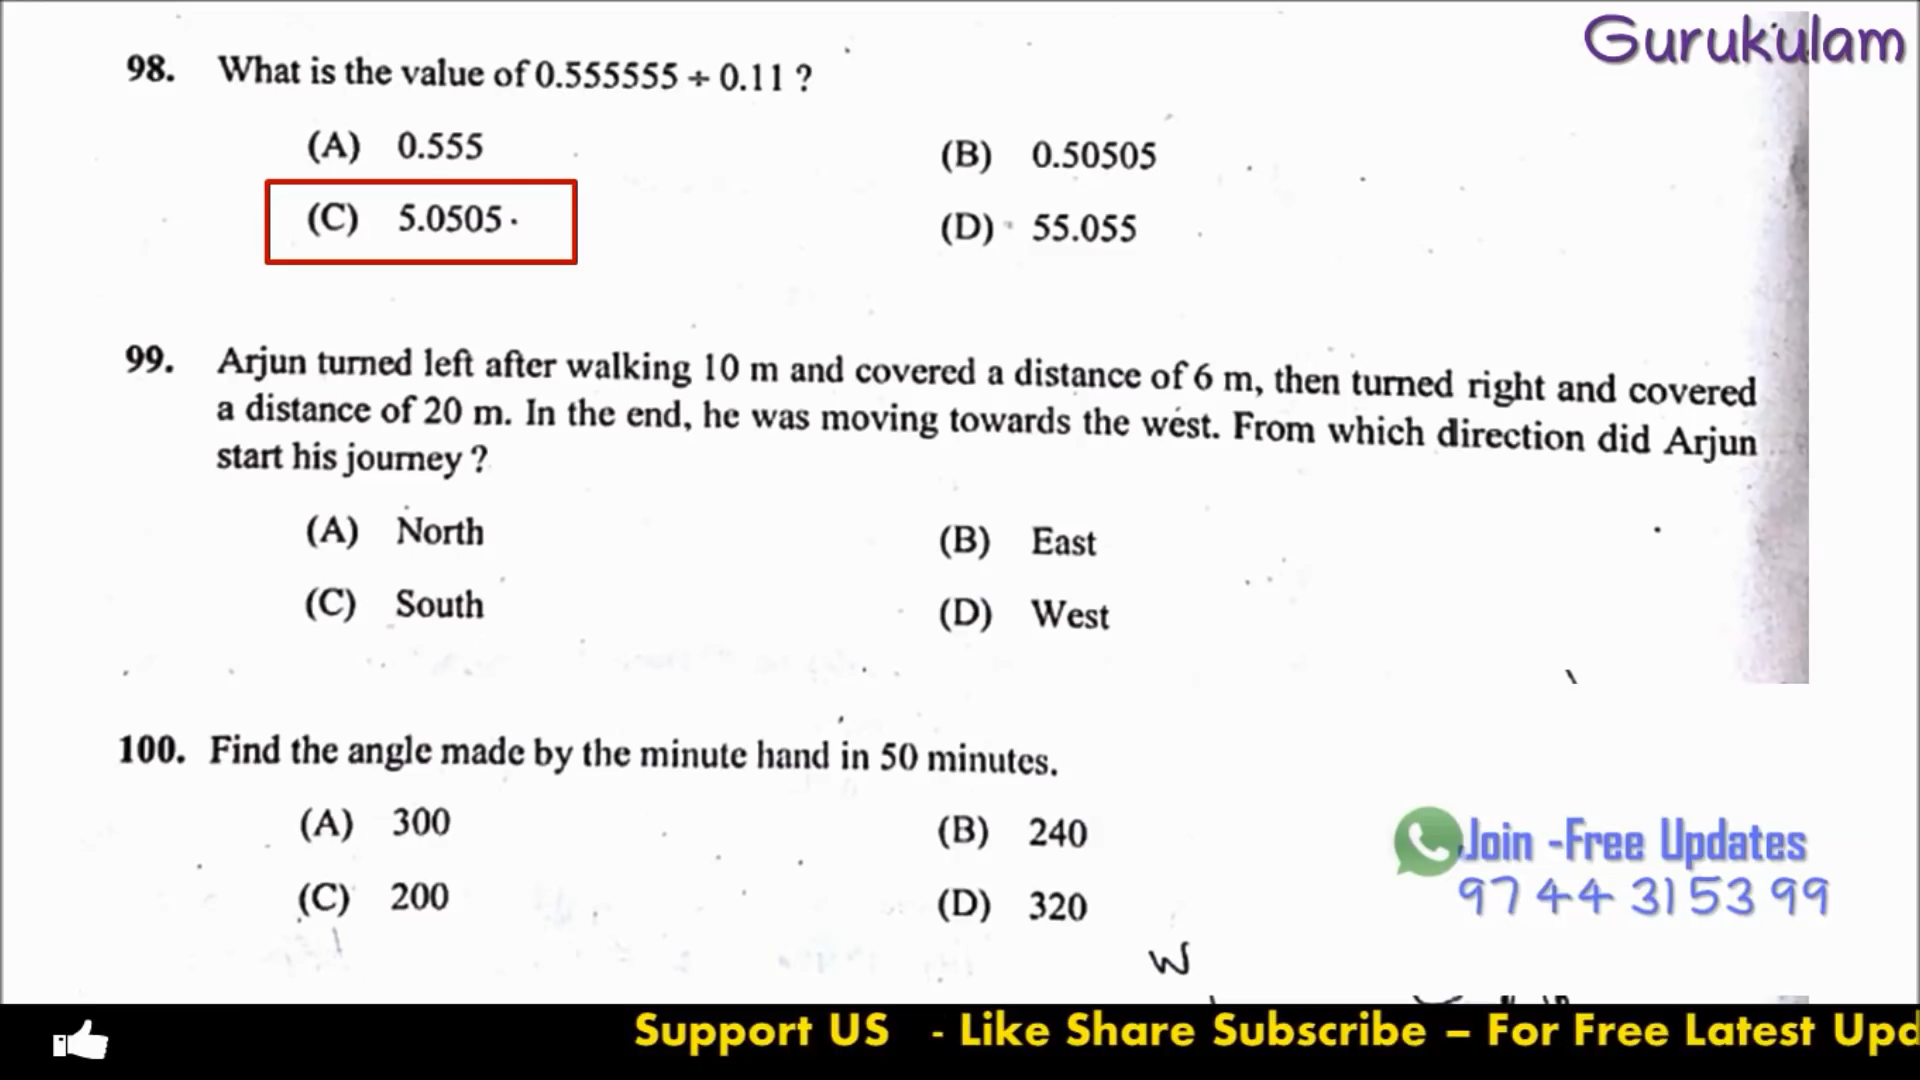 Gurukulam
98. What is the value of 0.555555 ÷ 0.11 ?
(A) 0.555 (B) 0.50505
(C) 5.0505 (D) 55.055
99. Arjun turned left after walking 10 m and covered a distance of 6 m, then turned right and covered
a distance of 20 m. In the end, he was moving towards the west. From which direction did Arjun
start his journey ?
(A) North (B) East
(C) South (D) West
100. Find the angle made by the minute hand in 50 minutes.
(A) 300 (B) 240
(C) 200 (D) 320
Join -Free Updates
97 44 3153 99
W
Support US - Like Share Subscribe – For Free Latest Upd